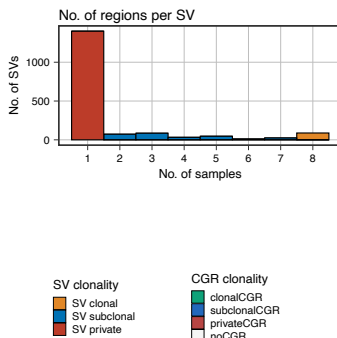 No. of regions per SV
No. of SVs
1000
500
0
1 2 3 4 5 6 7 8
No. of samples
SV clonality
SV clonal
SV subclonal
SV private
CGR clonality
clonalCGR
subclonalCGR
privateCGR
noCGR